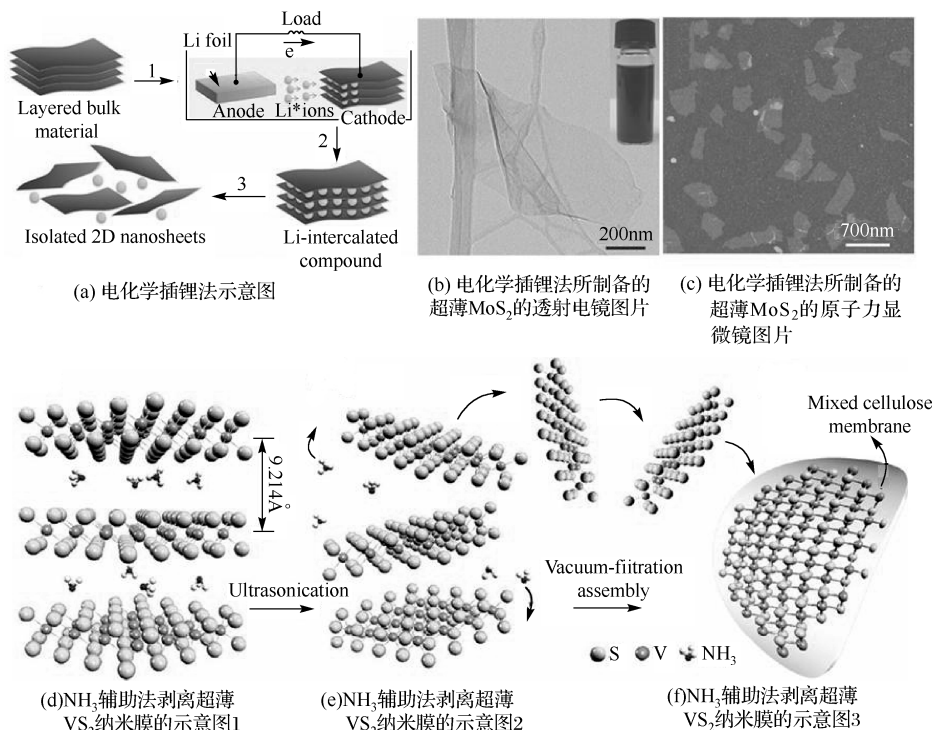 Load
Li foil
e
1
Anode
Li*ions
Cathode
Layered bulk
material
2
3
Isolated 2D nanosheets
Li-intercalated
compound
(a) 电化学插锂法示意图
200nm
(b) 电化学插锂法所制备的
超薄MoS2的透射电镜图片
700nm
(c) 电化学插锂法所制备的
超薄MoS2的原子力显
微镜图片
9.214Å
Ultrasonication
Mixed cellulose
membrane
Vacuum-fiitration
assembly
S
V
NH3
(d)NH3辅助法剥离超薄
VS2纳米膜的示意图1
(e)NH3辅助法剥离超薄
VS2纳米膜的示意图2
(f)NH3辅助法剥离超薄
VS2纳米膜的示意图3